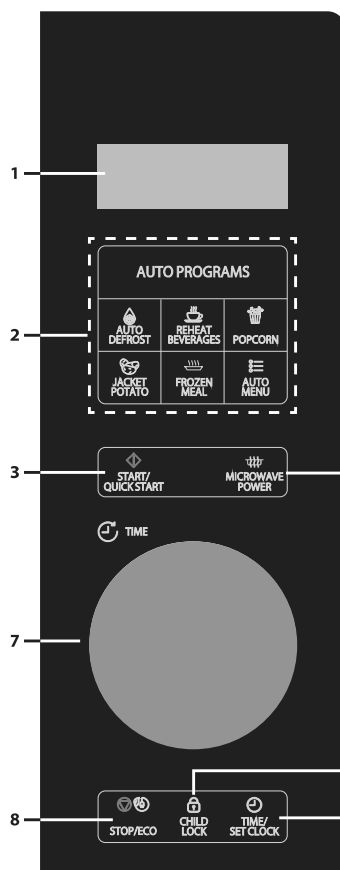 1
2
AUTO PROGRAMS
AUTO
DEFROST
REHEAT
BEVERAGES
POPCORN
JACKET
POTATO
FROZEN
MEAL
AUTO
MENU
3
START/
QUICK START
MICROWAVE
POWER
TIME
7
8
STOP/ECO
CHILD
LOCK
TIME/
SET CLOCK